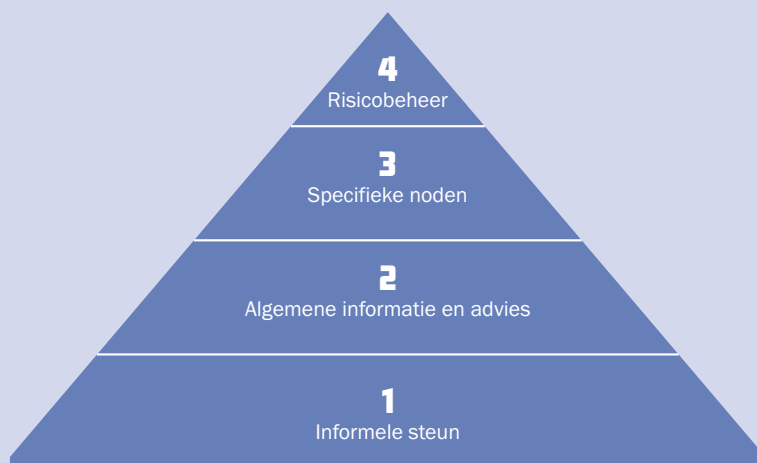 4
Risicobeheer
3
Specifieke noden
2
Algemene informatie en advies
1
Informele steun